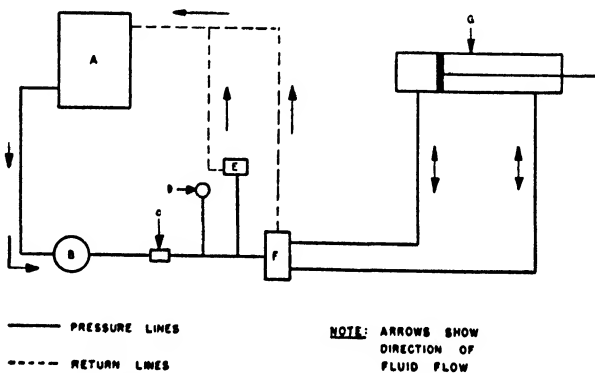 A
G
E
D
C
B
F
PRESSURE LINES
RETURN LINES
NOTE: ARROWS SHOW
DIRECTION OF
FLUID FLOW